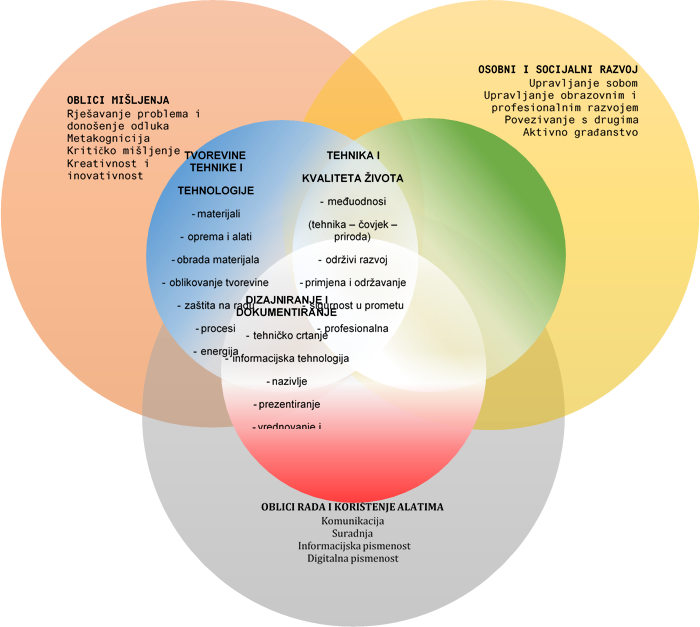 OBLICI MIŠLJENJA
Rješavanje problema i
donošenje odluka
Metakognicija
Kritičko mišljenje
Kreativnost i
inovativnost
OSOBNI I SOCIJALNI RAZVOJ
Upravljanje sobom
Upravljanje obrazovnim i
profesionalnim razvojem
Povezivanje s drugima
Aktivno građanstvo
TVOREVINE
TEHNIKE I
TEHNOLOGIJE
- materijali
- oprema i alati
- obrada materijala
- oblikovanje tvorevine
- zaštita na radu
- procesi
- energija
TEHNIKA I
KVALITETA ŽIVOTA
- međuodnosi
(tehnika – čovjek –
priroda)
- održivi razvoj
- primjena i održavanje
- sigurnost u prometu
- profesionalna
DIZAJNIRANJE I
DOKUMENTIRANJE
- tehničko crtanje
- informacijska tehnologija
- nazivlje
- prezentiranje
- vrednovanje i
OBLICI RADA I KORIŠTENJE ALATIMA
Komunikacija
Suradnja
Informacijska pismenost
Digitalna pismenost